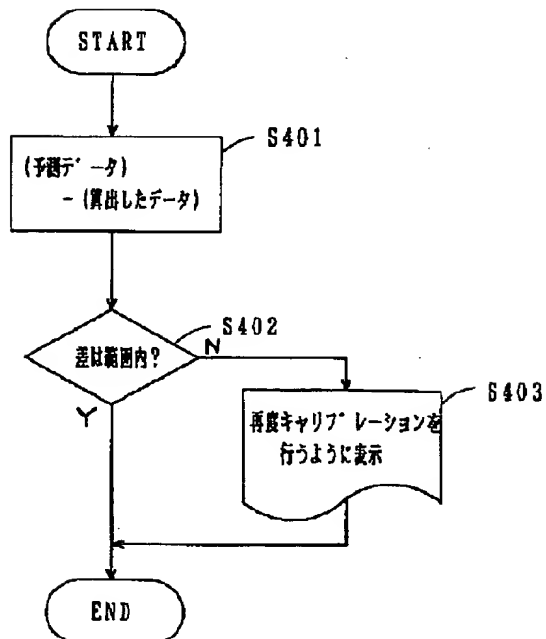 START
S401
(予測データ)
- (算出したデータ)
S402
差は範囲内?
N
Y
S403
再度キャリブレーションを
行うように表示
END